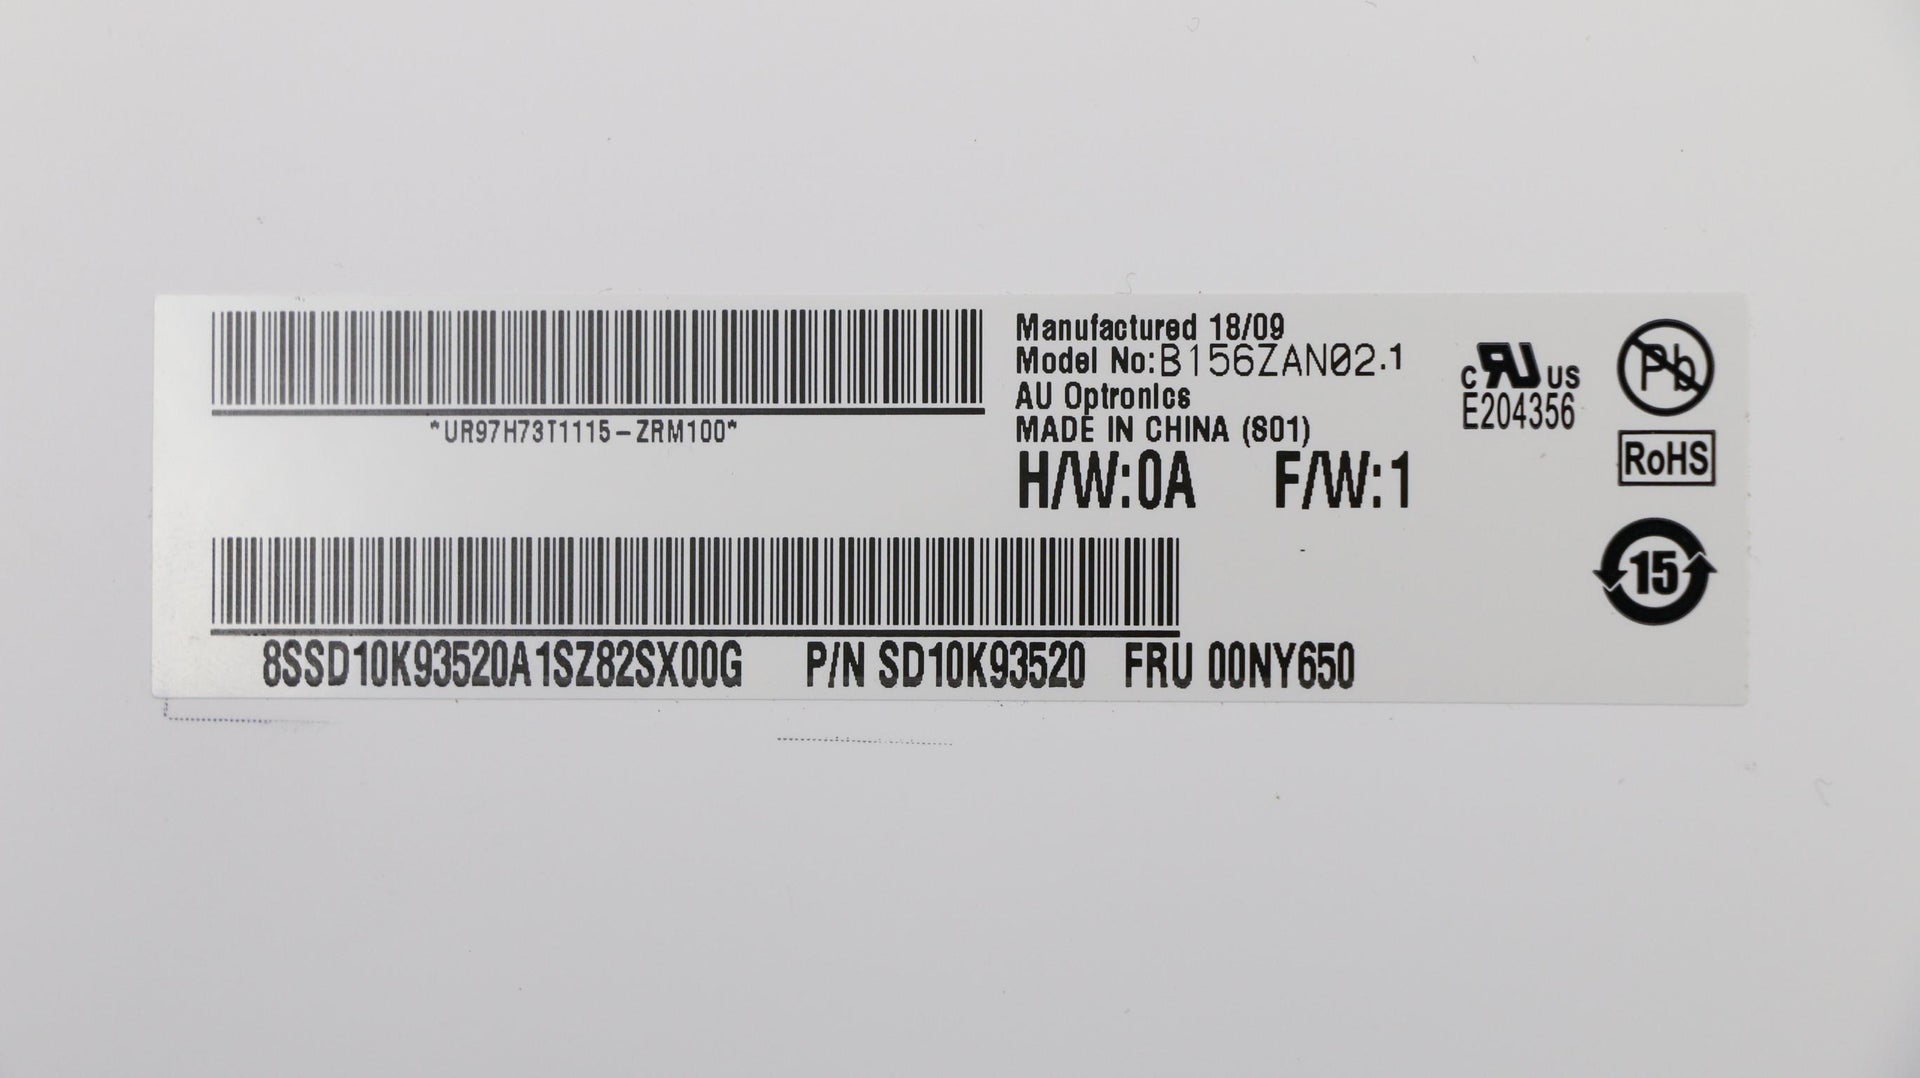 Manufactured 18/09
Model No:B156ZAN02.1
AU Optronics
MADE IN CHINA (S01)
H/W:0A F/W:1
*UR97H73T1115-ZRM100*
c RU US
E204356
Pb
RoHS
15
8SSD10K93520A1SZ82SX00G P/N SD10K93520 FRU 00NY650